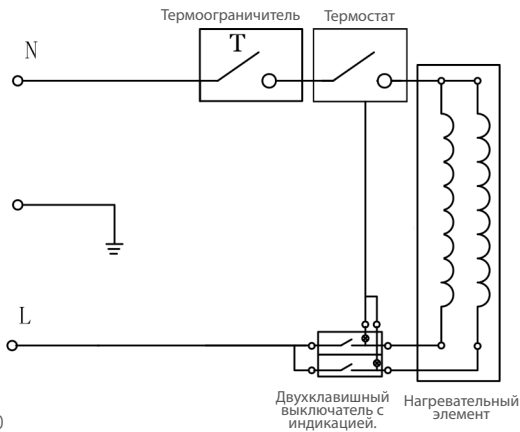 Термоограничитель
Термостат
N
T
L
Двухклавишный
выключатель с
индикацией.
Нагревательный
элемент
)